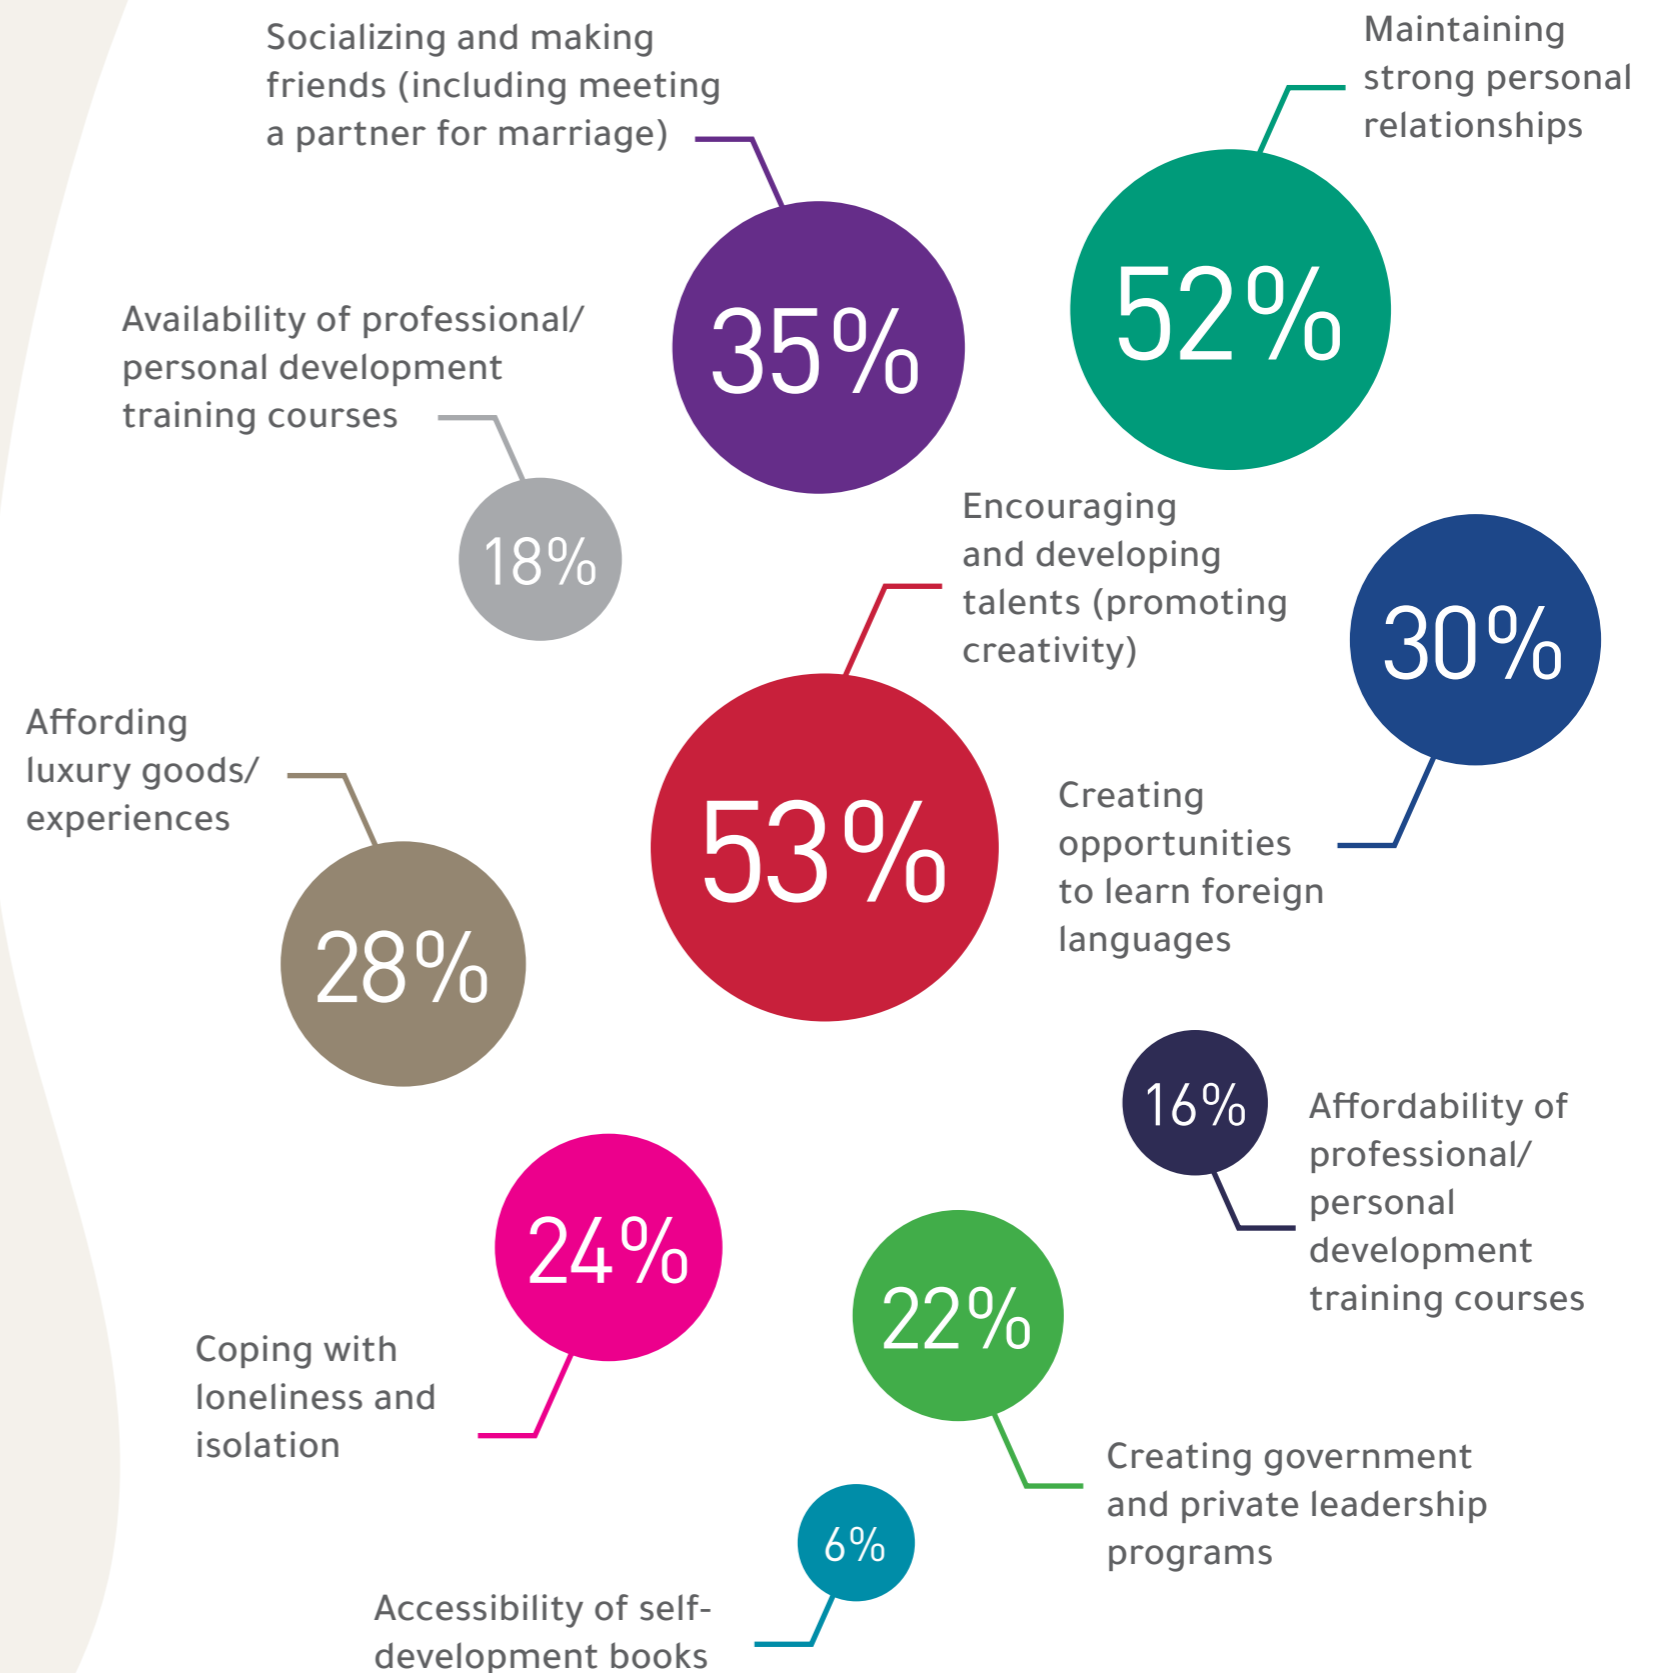 Socializing and making
friends (including meeting
a partner for marriage)
35%
Maintaining
strong personal
relationships
52%
Availability of professional/
personal development
training courses
18%
Encouraging
and developing
talents (promoting
creativity)
53%
30%
Creating
opportunities
to learn foreign
languages
Affording
luxury goods/
experiences
28%
16%
Affordability of
professional/
personal
development
training courses
24%
Coping with
loneliness and
isolation
22%
Creating government
and private leadership
programs
6%
Accessibility of self-
development books